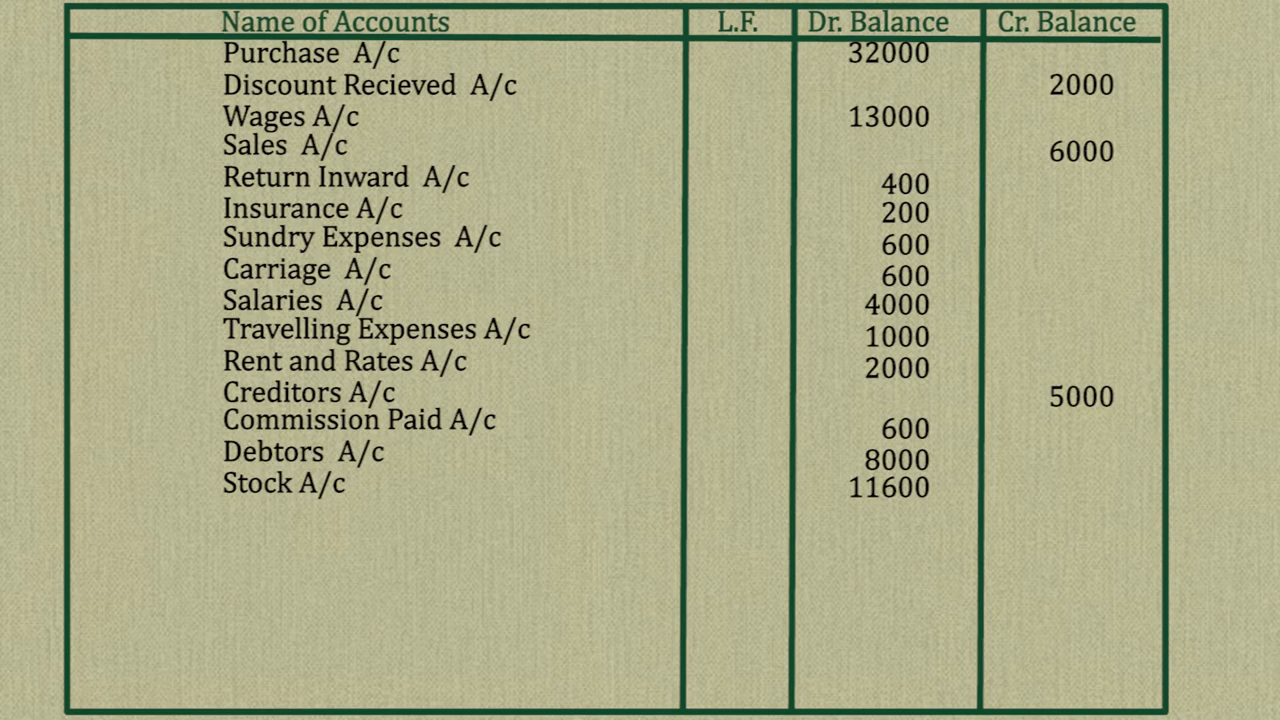 Name of Accounts L.F. Dr. Balance Cr. Balance
Purchase A/c 32000
Discount Recieved A/c 2000
Wages A/c 13000
Sales A/c 6000
Return Inward A/c 400
Insurance A/c 200
Sundry Expenses A/c 600
Carriage A/c 600
Salaries A/c 4000
Travelling Expenses A/c 1000
Rent and Rates A/c 2000
Creditors A/c 5000
Commission Paid A/c 600
Debtors A/c 8000
Stock A/c 11600